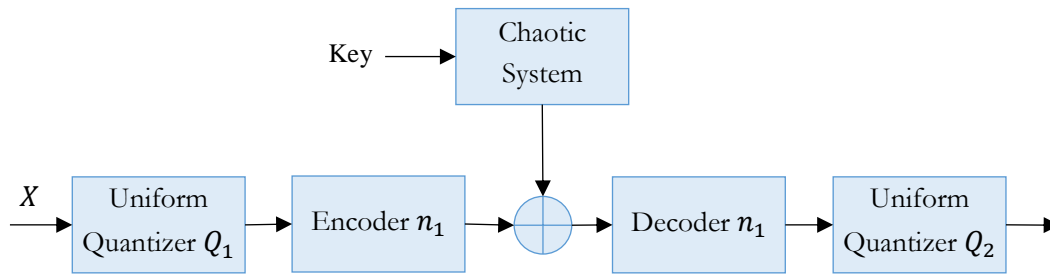 Key
Chaotic
System
X
Uniform
Quantizer Q₁
Encoder n₁
Decoder n₁
Uniform
Quantizer Q₂